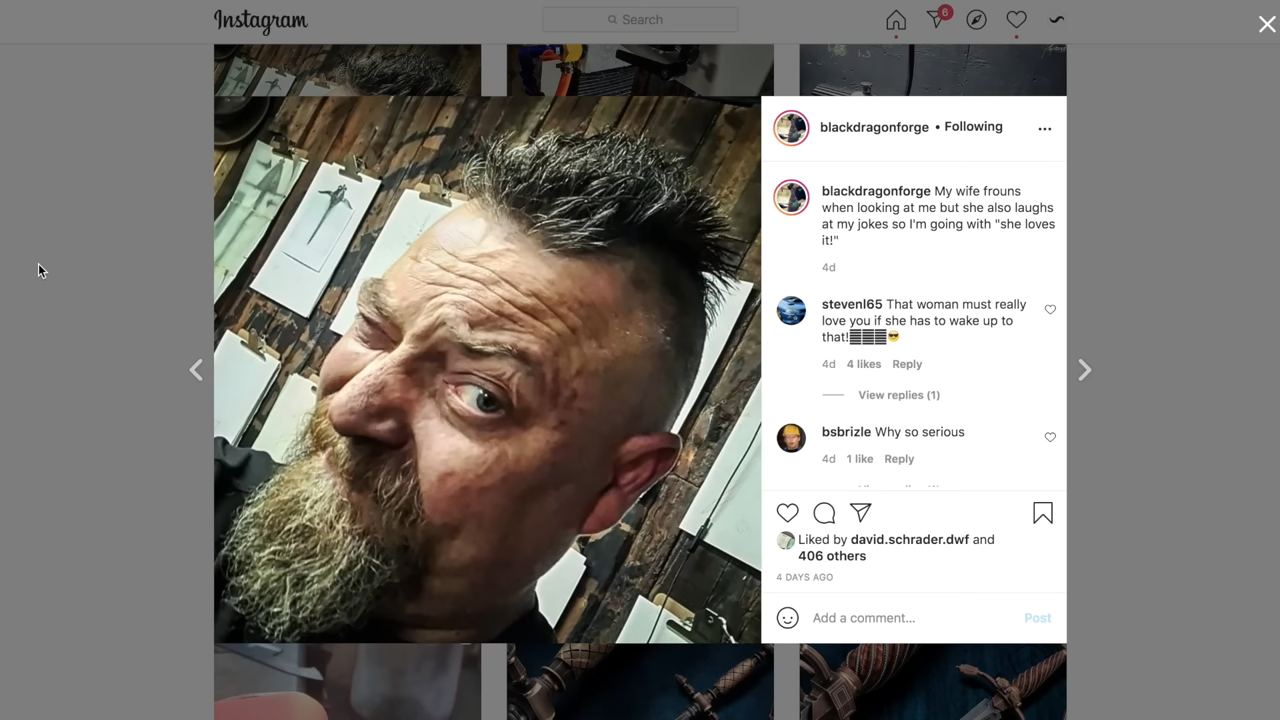 Instagram
Search
6
blackdragonforge • Following
blackdragonforge My wife frouns
when looking at me but she also laughs
at my jokes so I'm going with "she loves
it!"
4d
stevenl65 That woman must really
love you if she has to wake up to
that!😎
4d 4 likes Reply
View replies (1)
bsbrizle Why so serious
4d 1 like Reply
Liked by david.schrader.dwf and
406 others
4 DAYS AGO
Add a comment... Post